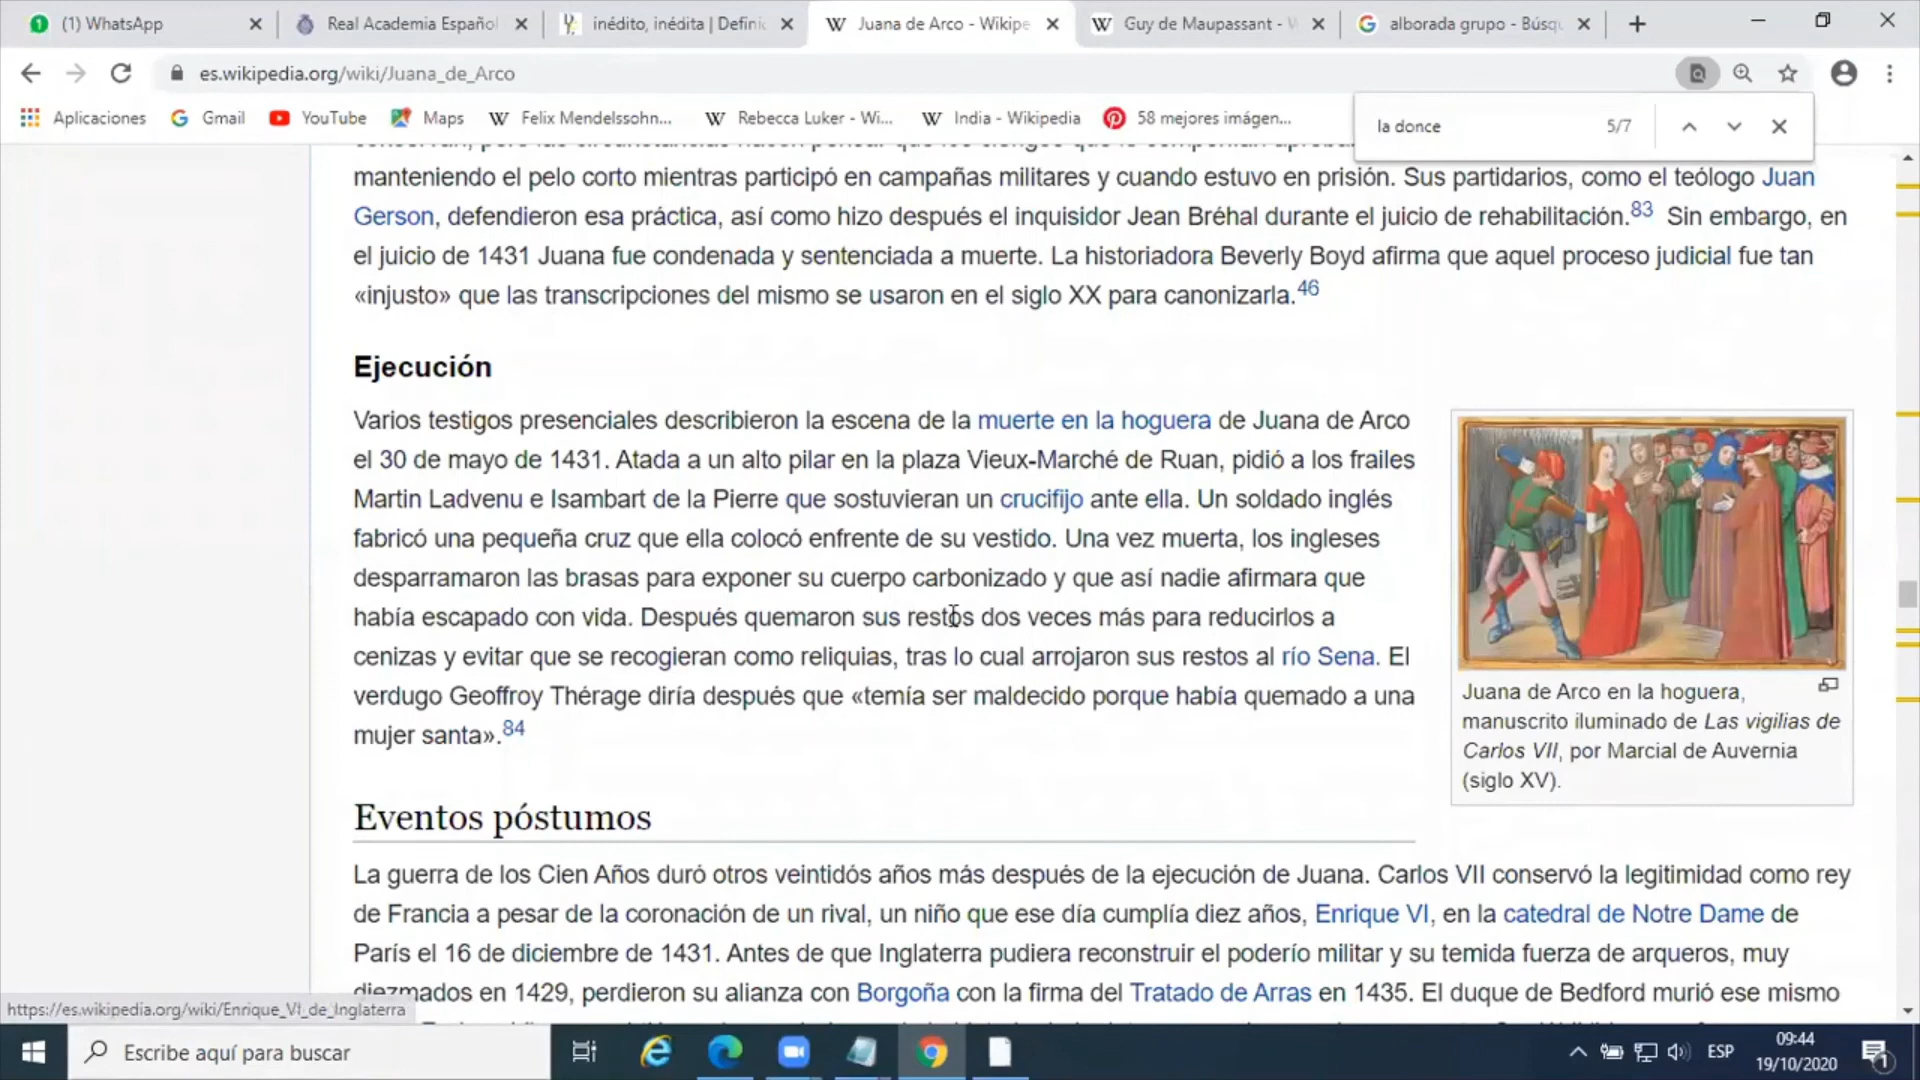 (1) WhatsApp
Real Academia Español
inédito, inédita | Defini
Juana de Arco - Wikipe
Guy de Maupassant -
alborada grupo - Búsq
es.wikipedia.org/wiki/Juana_de_Arco
Aplicaciones
Gmail
YouTube
Maps
Felix Mendelssohn...
Rebecca Luker - Wi...
India - Wikipedia
58 mejores imágen...
la donce
5/7
manteniendo el pelo corto mientras participó en campañas militares y cuando estuvo en prisión. Sus partidarios, como el teólogo Juan
Gerson, defendieron esa práctica, así como hizo después el inquisidor Jean Bréhal durante el juicio de rehabilitación.83 Sin embargo, en
el juicio de 1431 Juana fue condenada y sentenciada a muerte. La historiadora Beverly Boyd afirma que aquel proceso judicial fue tan
«injusto» que las transcripciones del mismo se usaron en el siglo XX para canonizarla.46
Ejecución
Varios testigos presenciales describieron la escena de la muerte en la hoguera de Juana de Arco
el 30 de mayo de 1431. Atada a un alto pilar en la plaza Vieux-Marché de Ruan, pidió a los frailes
Martin Ladvenu e Isambart de la Pierre que sostuvieran un crucifijo ante ella. Un soldado inglés
fabricó una pequeña cruz que ella colocó enfrente de su vestido. Una vez muerta, los ingleses
desparramaron las brasas para exponer su cuerpo carbonizado y que así nadie afirmara que
había escapado con vida. Después quemaron sus restos dos veces más para reducirlos a
cenizas y evitar que se recogieran como reliquias, tras lo cual arrojaron sus restos al río Sena. El
verdugo Geoffroy Thérage diría después que «temía ser maldecido porque había quemado a una
mujer santa».84
Juana de Arco en la hoguera,
manuscrito iluminado de Las vigilias de
Carlos VII, por Marcial de Auvernia
(siglo XV).
Eventos póstumos
La guerra de los Cien Años duró otros veintidós años más después de la ejecución de Juana. Carlos VII conservó la legitimidad como rey
de Francia a pesar de la coronación de un rival, un niño que ese día cumplía diez años, Enrique VI, en la catedral de Notre Dame de
París el 16 de diciembre de 1431. Antes de que Inglaterra pudiera reconstruir el poderío militar y su temida fuerza de arqueros, muy
diezmados en 1429, perdieron su alianza con Borgoña con la firma del Tratado de Arras en 1435. El duque de Bedford murió ese mismo
https://es.wikipedia.org/wiki/Enrique_VI_de_Inglaterra
Escribe aquí para buscar
ESP
09:44
19/10/2020
1